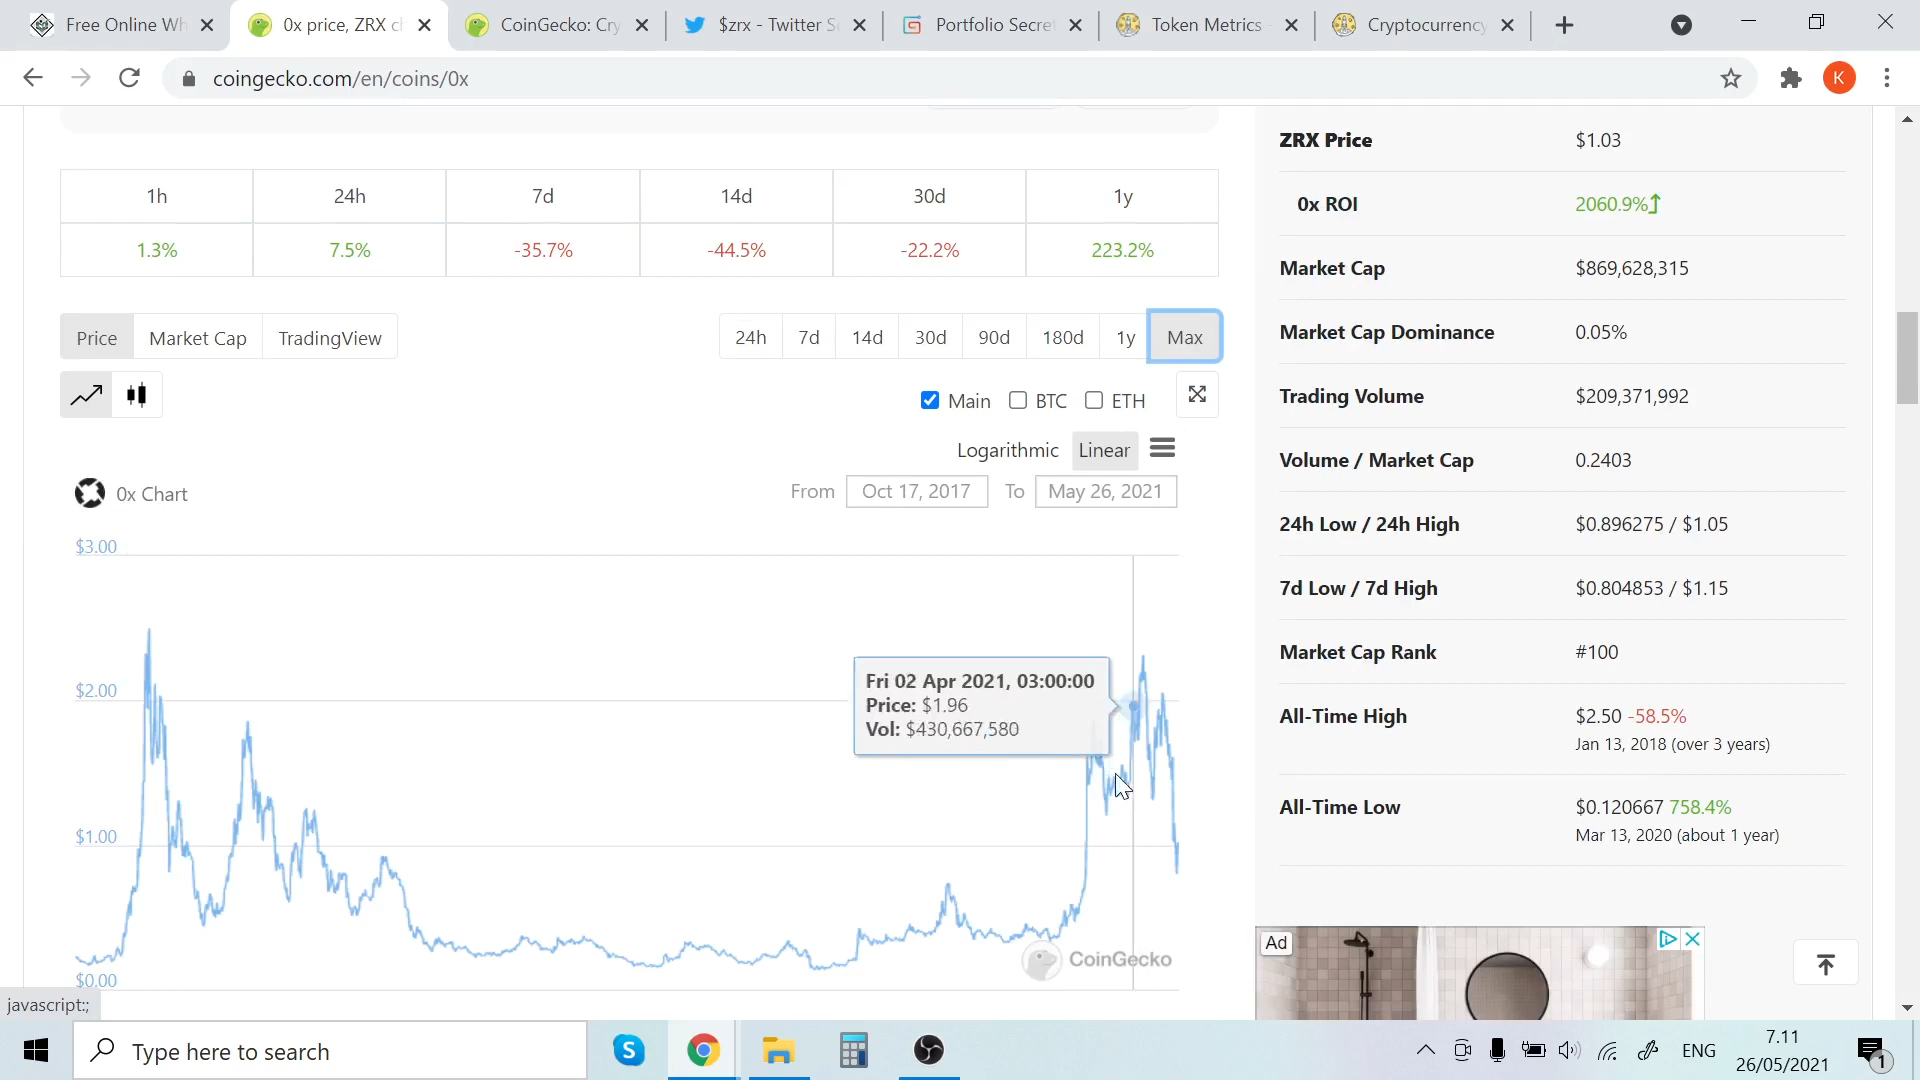 Free Online Wh
0x price, ZRX c
CoinGecko: Cry
$zrx - Twitter S
Portfolio Secret
Token Metrics -
Cryptocurrency
coingecko.com/en/coins/0x
K
1h 24h 7d 14d 30d 1y
1.3% 7.5% -35.7% -44.5% -22.2% 223.2%
Price Market Cap TradingView
24h 7d 14d 30d 90d 180d 1y Max
Main BTC ETH
Logarithmic Linear
0x Chart
From Oct 17, 2017 To May 26, 2021
$3.00
$2.00
$1.00
$0.00
Fri 02 Apr 2021, 03:00:00
Price: $1.96
Vol: $430,667,580
CoinGecko
ZRX Price $1.03
0x ROI 2060.9%
Market Cap $869,628,315
Market Cap Dominance 0.05%
Trading Volume $209,371,992
Volume / Market Cap 0.2403
24h Low / 24h High $0.896275 / $1.05
7d Low / 7d High $0.804853 / $1.15
Market Cap Rank #100
All-Time High $2.50 -58.5%
Jan 13, 2018 (over 3 years)
All-Time Low $0.120667 758.4%
Mar 13, 2020 (about 1 year)
Ad
javascript:;
Type here to search
S
ENG
7.11
26/05/2021
1